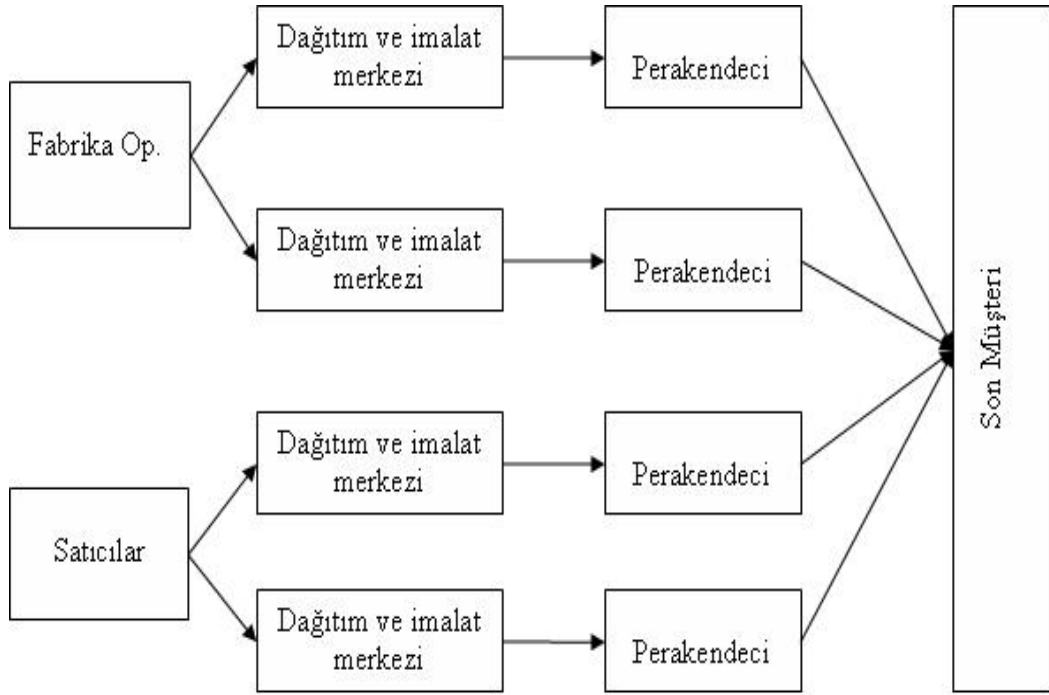 Dağıtım ve imalat
merkezi
Perakendeci
Fabrika Op.
Dağıtım ve imalat
merkezi
Perakendeci
Son Müşteri
Dağıtım ve imalat
merkezi
Perakendeci
Satıcılar
Dağıtım ve imalat
merkezi
Perakendeci